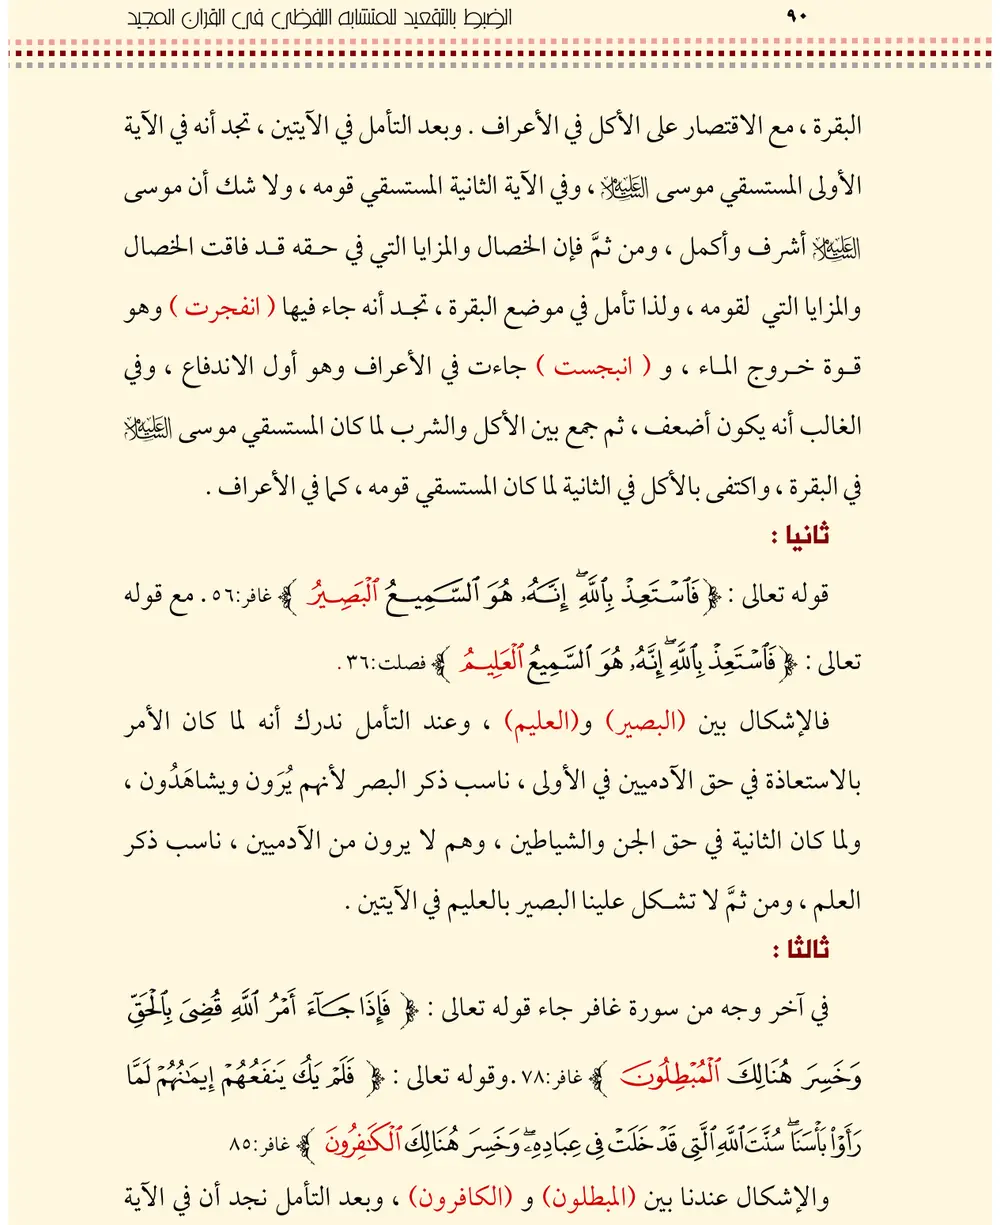 ٩٠
الضبط بالتقعيد للمتشابه اللفظي في القرآن المجيد
البقرة ، مع الاقتصار على الأكل في الأعراف . وبعد التأمل في الآيتين ، تجد أنه في الآية
الأولى المستسقي موسى عليه السلام ، وفي الآية الثانية المستسقي قومه ، ولا شك أن موسى
عليه السلام أشرف وأكمل ، ومن ثمَّ فإن الخصال والمزايا التي في حـقه قـد فاقت الخصال
والمزايا التي لقومه ، ولذا تأمل في موضع البقرة ، تجـد أنه جاء فيها ( انفجرت ) وهو
قـوة خـروج المـاء ، و ( انبجست ) جاءت في الأعراف وهو أول الاندفاع ، وفي
الغالب أنه يكون أضعف ، ثم جمع بين الأكل والشرب لما كان المستسقي موسى عليه السلام
في البقرة ، واكتفى بالأكل في الثانية لما كان المستسقي قومه ، كما في الأعراف .
ثانيا :
قوله تعالى : ﴿ فَٱسۡتَعِذۡ بِٱللَّهِۖ إِنَّهُۥ هُوَ ٱلسَّمِيعُ ٱلۡبَصِيرُ ﴾ غافر:٥٦ . مع قوله
تعالى : ﴿ فَٱسۡتَعِذۡ بِٱللَّهِۖ إِنَّهُۥ هُوَ ٱلسَّمِيعُ ٱلۡعَلِيمُ ﴾ فصلت:٣٦ .
فالإشكال بين (البصير) و(العليم) ، وعند التأمل ندرك أنه لما كان الأمر
بالاستعاذة في حق الآدميين في الأولى ، ناسب ذكر البصر لأنهم يُرَون ويشاهَدُون ،
ولما كان الثانية في حق الجن والشياطين ، وهم لا يرون من الآدميين ، ناسب ذكر
العلم ، ومن ثمَّ لا تشـكل علينا البصير بالعليم في الآيتين .
ثالثا :
في آخر وجه من سورة غافر جاء قوله تعالى : ﴿ فَإِذَا جَآءَ أَمۡرُ ٱللَّهِ قُضِىَ بِٱلۡحَقِّ
وَخَسِرَ هُنَالِكَ ٱلۡمُبۡطِلُونَ ﴾ غافر:٧٨ .وقوله تعالى : ﴿ فَلَمۡ يَكُ يَنفَعُهُمۡ إِيمَٰنُهُمۡ لَمَّا
رَأَوۡاْ بَأۡسَنَاۖ سُنَّتَ ٱللَّهِ ٱلَّتِى قَدۡ خَلَتۡ فِى عِبَادِهِۦۖ وَخَسِرَ هُنَالِكَ ٱلۡكَٰفِرُونَ ﴾ غافر:٨٥
والإشكال عندنا بين (المبطلون) و (الكافرون) ، وبعد التأمل نجد أن في الآية